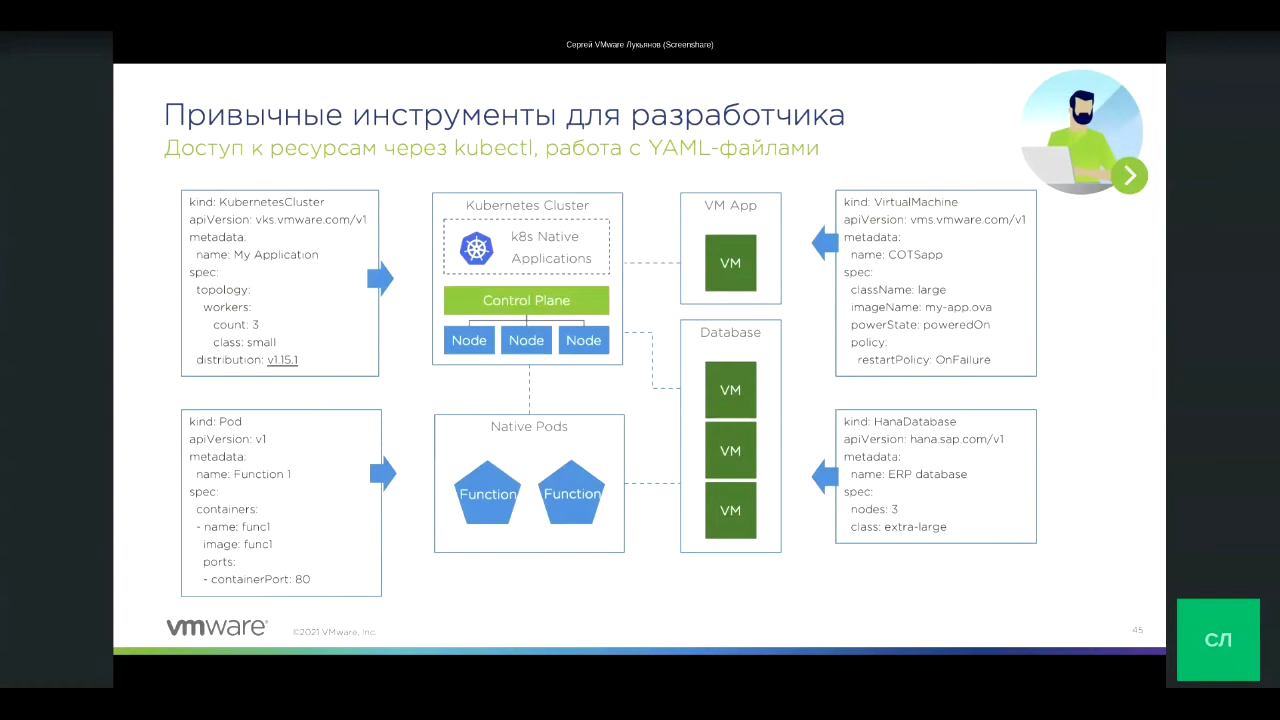 Сергей VMware Лукьянов (Screenshare)
Привычные инструменты для разработчика
Доступ к ресурсам через kubectl, работа с YAML-файлами
kind: KubernetesCluster
apiVersion: vks.vmware.com/v1
metadata:
name: My Application
spec:
topology:
workers:
count: 3
class: small
distribution: v1.15.1
kind: Pod
apiVersion: v1
metadata:
name: Function 1
spec:
containers:
- name: func1
image: func1
ports:
- containerPort: 80
Kubernetes Cluster
k8s Native
Applications
Control Plane
Node Node Node
Native Pods
Function Function
VM App
VM
Database
VM
VM
VM
kind: VirtualMachine
apiVersion: vms.vmware.com/v1
metadata:
name: COTSapp
spec:
className: large
imageName: my-app.ova
powerState: poweredOn
policy:
restartPolicy: OnFailure
kind: HanaDatabase
apiVersion: hana.sap.com/v1
metadata:
name: ERP database
spec:
nodes: 3
class: extra-large
vmware®
©2021 VMware, Inc.
45
СЛ